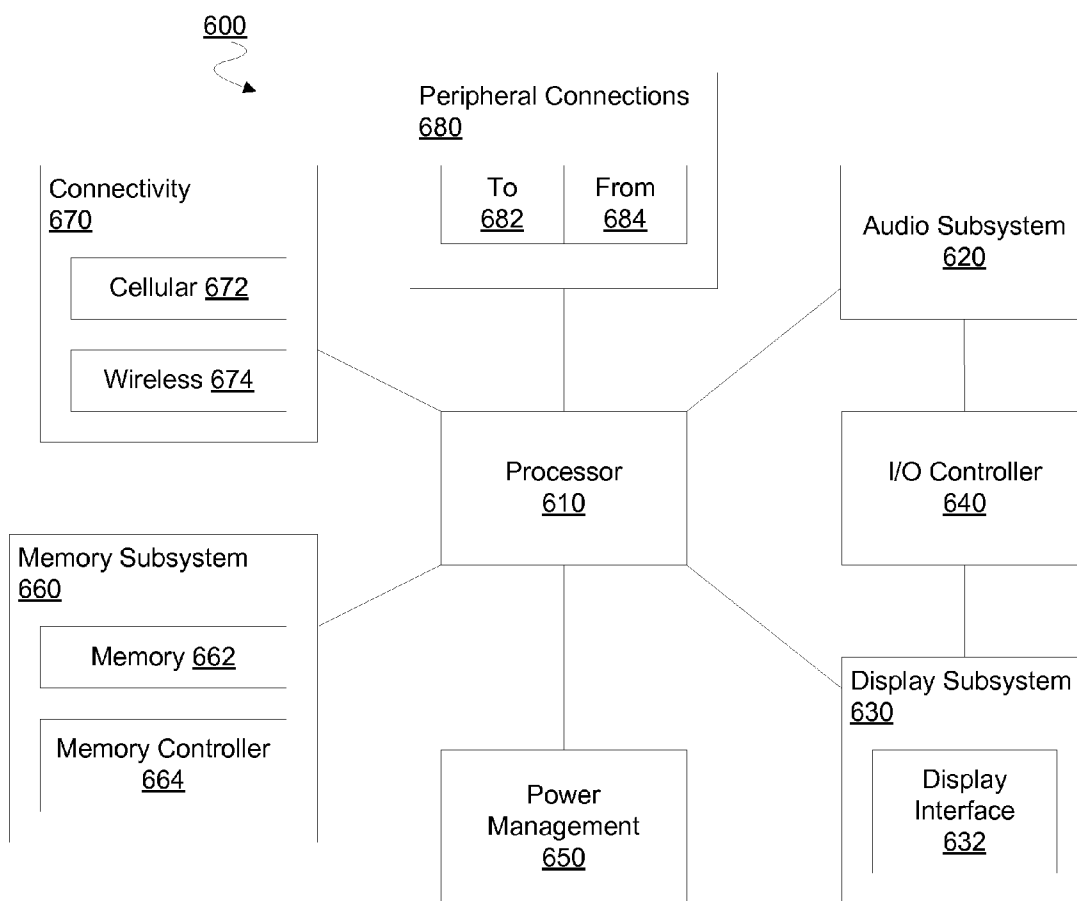 600
Peripheral Connections
680
To
682
From
684
Connectivity
670
Cellular 672
Wireless 674
Audio Subsystem
620
Processor
610
I/O Controller
640
Memory Subsystem
660
Memory 662
Memory Controller
664
Power
Management
650
Display Subsystem
630
Display
Interface
632